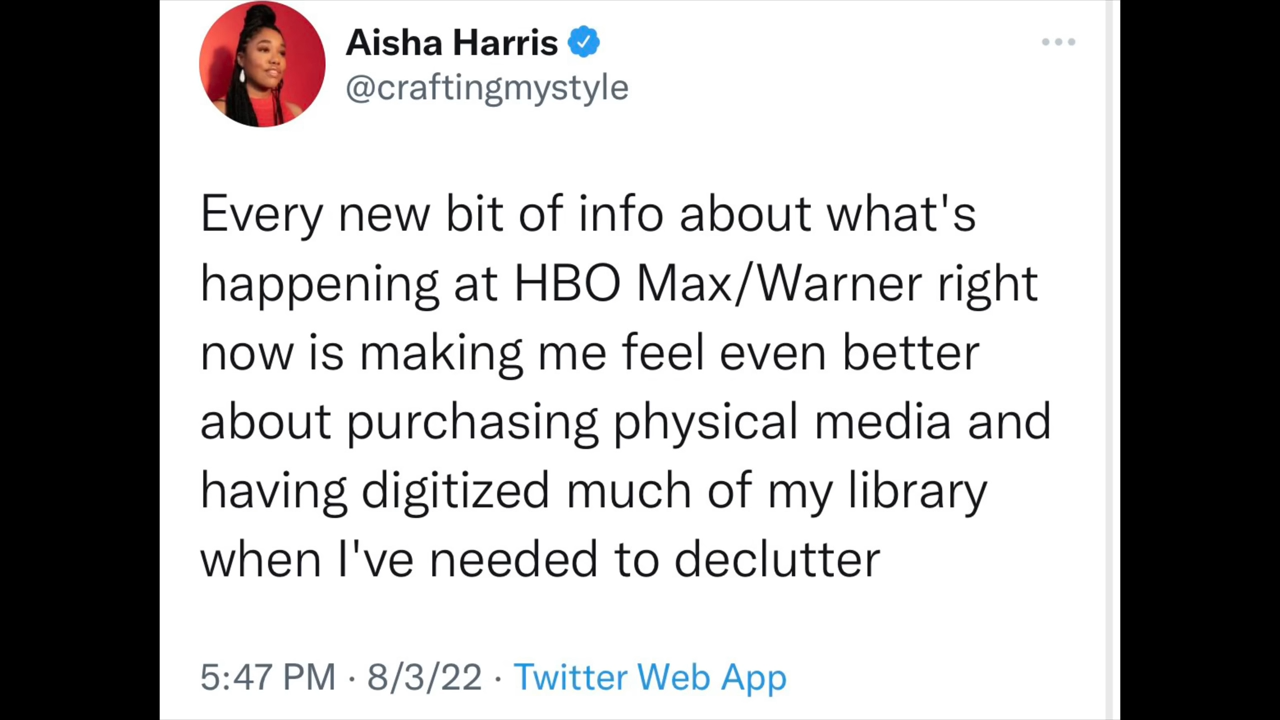 Aisha Harris
@craftingmystyle
Every new bit of info about what's
happening at HBO Max/Warner right
now is making me feel even better
about purchasing physical media and
having digitized much of my library
when I've needed to declutter
5:47 PM · 8/3/22 · Twitter Web App